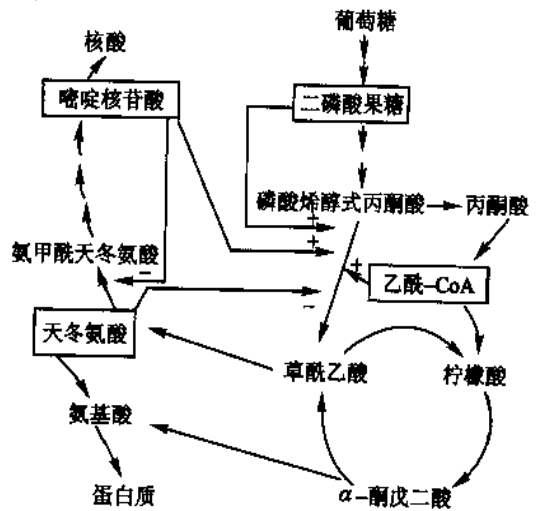 葡萄糖
核酸
嘧啶核苷酸
二磷酸果糖
磷酸烯醇式丙酮酸
丙酮酸
+
+
氨甲酰天冬氨酸
−
+
乙酰–CoA
−
天冬氨酸
草酰乙酸
柠檬酸
氨基酸
蛋白质
α-酮戊二酸